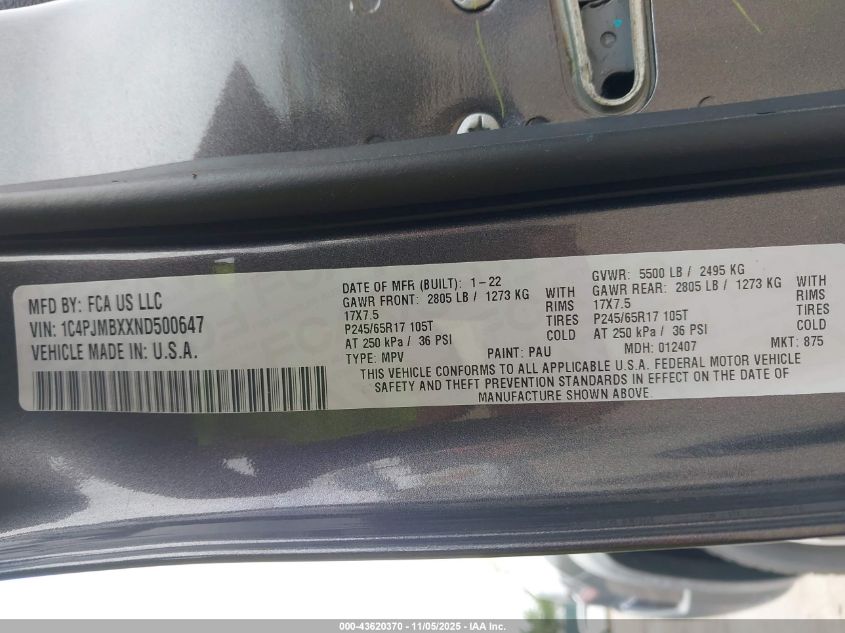 MFD BY: FCA US LLC
VIN: 1C4PJMBXXND500647
VEHICLE MADE IN: U.S.A.
DATE OF MFR (BUILT): 1-22
GVWR: 5500 LB / 2495 KG
GAWR FRONT: 2805 LB / 1273 KG WITH
GAWR REAR: 2805 LB / 1273 KG WITH
17X7.5 RIMS
17X7.5 RIMS
P245/65R17 105T TIRES
P245/65R17 105T TIRES
AT 250 kPa / 36 PSI COLD
AT 250 kPa / 36 PSI COLD
TYPE: MPV PAINT: PAU MDH: 012407 MKT: 875
THIS VEHICLE CONFORMS TO ALL APPLICABLE U.S.A. FEDERAL MOTOR VEHICLE
SAFETY AND THEFT PREVENTION STANDARDS IN EFFECT ON THE DATE OF
MANUFACTURE SHOWN ABOVE.
000-43620370 - 11/05/2025 - IAA Inc.